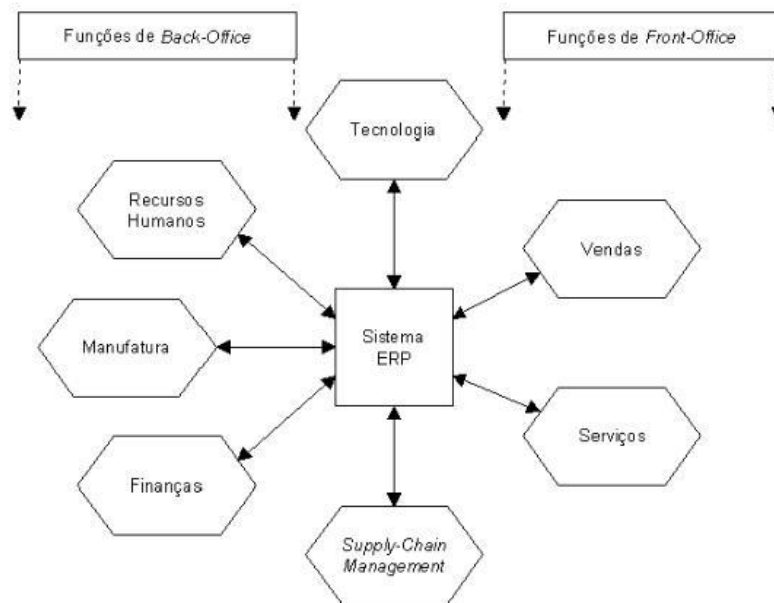 Funções de Back-Office
Funções de Front-Office
Tecnologia
Recursos
Humanos
Vendas
Sistema
ERP
Manufatura
Serviços
Finanças
Supply-Chain
Management